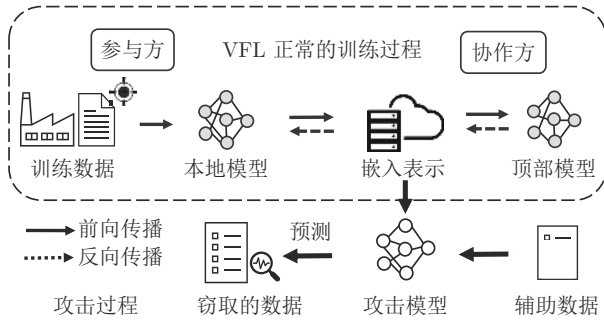 参与方
VFL 正常的训练过程
协作方
训练数据
本地模型
嵌入表示
顶部模型
前向传播
反向传播
预测
攻击过程
窃取的数据
攻击模型
辅助数据